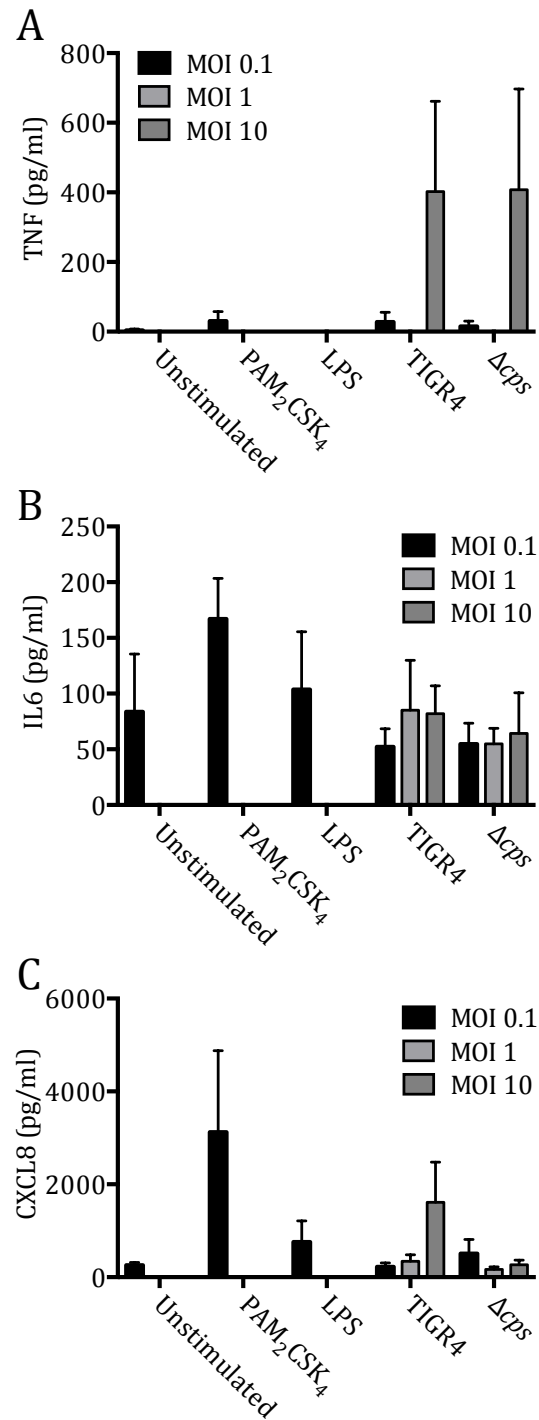 A
TNF (pg/ml)
800
600
400
200
0
MOI 0.1
MOI 1
MOI 10
Unstimulated
PAM₂CSK₄
LPS
TIGR4
Δcps
B
IL6 (pg/ml)
250
200
150
100
50
0
MOI 0.1
MOI 1
MOI 10
Unstimulated
PAM₂CSK₄
LPS
TIGR4
Δcps
C
CXCL8 (pg/ml)
6000
4000
2000
0
MOI 0.1
MOI 1
MOI 10
Unstimulated
PAM₂CSK₄
LPS
TIGR4
Δcps